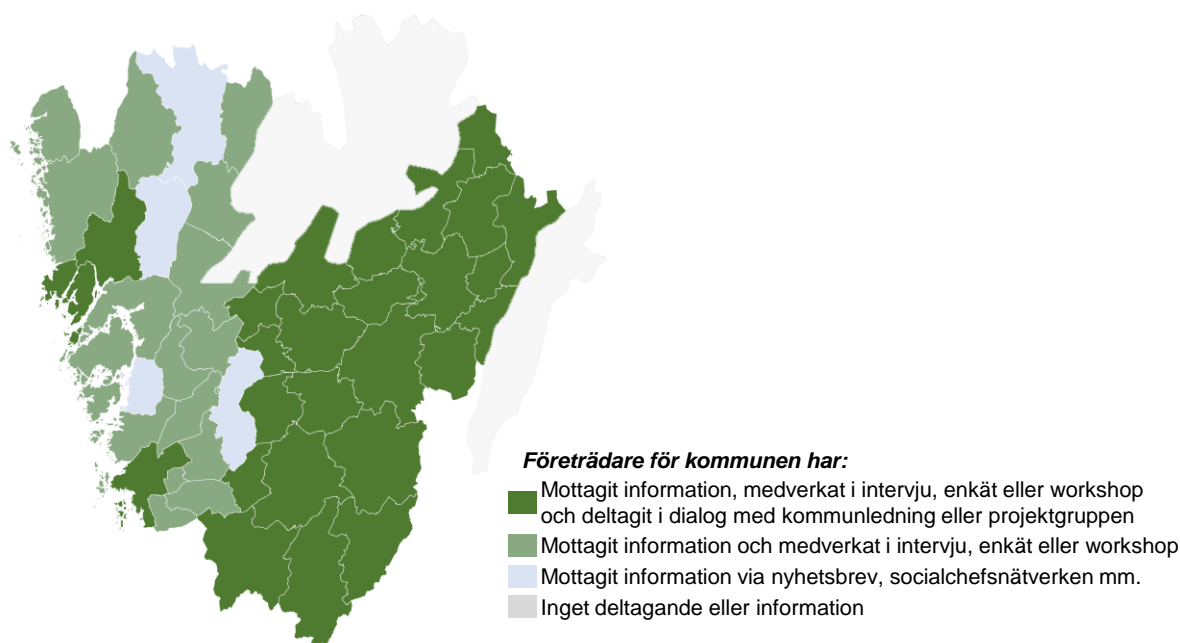 Företrädare för kommunen har:
Mottagit information, medverkat i intervju, enkät eller workshop
och deltagit i dialog med kommunledning eller projektgruppen
Mottagit information och medverkat i intervju, enkät eller workshop
Mottagit information via nyhetsbrev, socialchefsnätverken mm.
Inget deltagande eller information